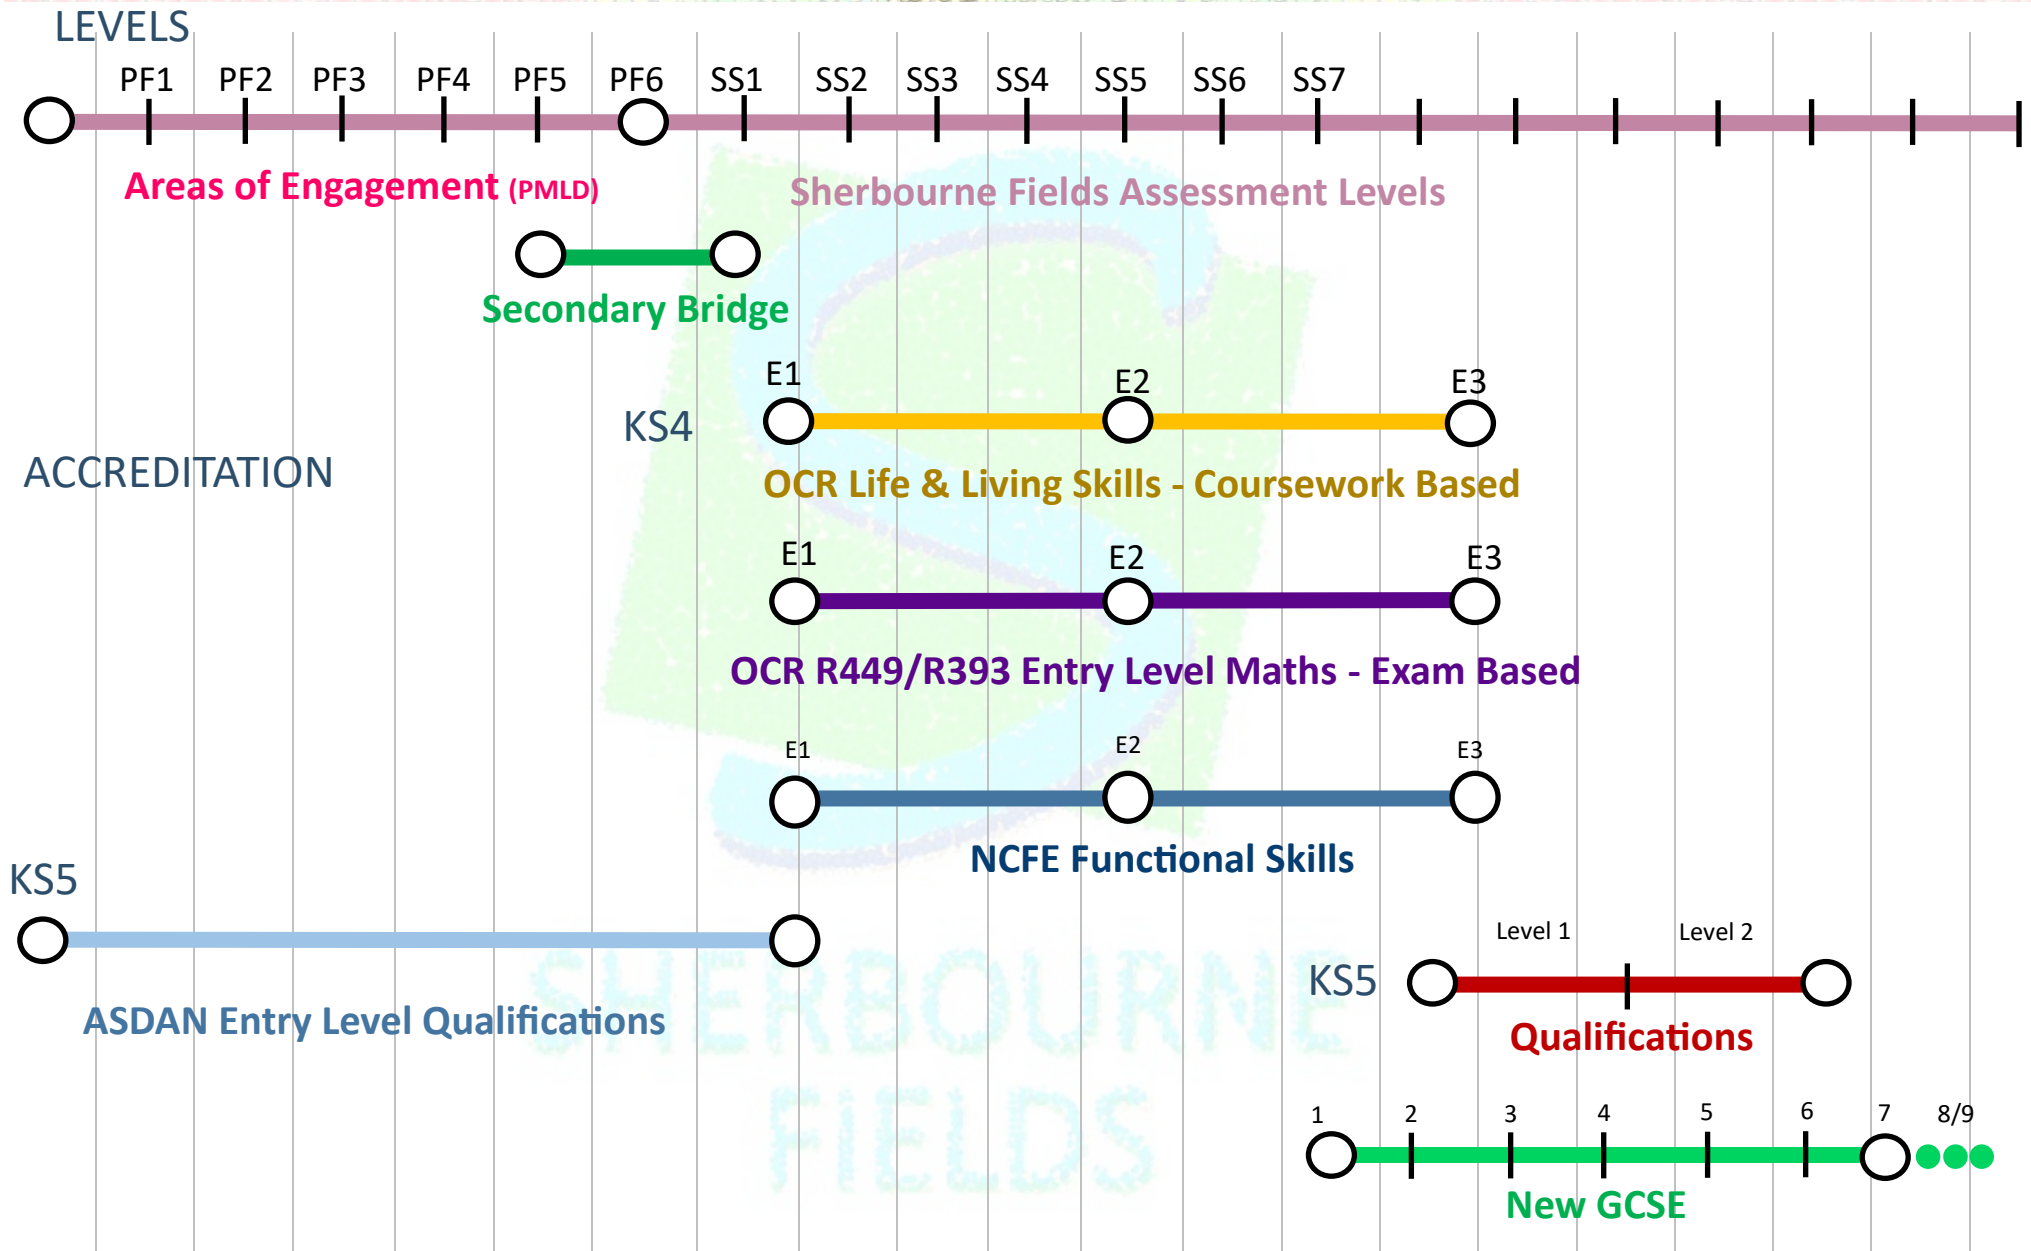 LEVELS
PF1 PF2 PF3 PF4 PF5 PF6 SS1 SS2 SS3 SS4 SS5 SS6 SS7
Areas of Engagement (PMLD)
Sherbourne Fields Assessment Levels
Secondary Bridge
E1 E2 E3
KS4
ACCREDITATION
OCR Life & Living Skills - Coursework Based
E1 E2 E3
OCR R449/R393 Entry Level Maths - Exam Based
E1 E2 E3
NCFE Functional Skills
KS5
ASDAN Entry Level Qualifications
Level 1 Level 2
KS5
Qualifications
1 2 3 4 5 6 7 8/9
New GCSE
SHERBOURNE
FIELDS